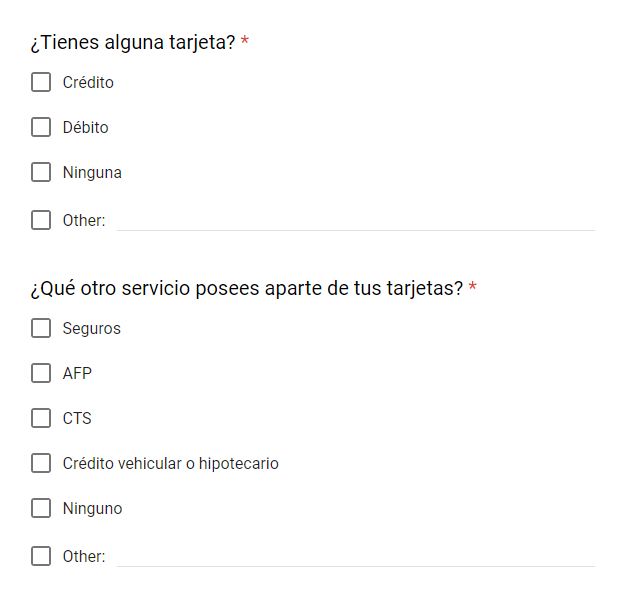 ¿Tienes alguna tarjeta? *
Crédito
Débito
Ninguna
Other:
¿Qué otro servicio posees aparte de tus tarjetas? *
Seguros
AFP
CTS
Crédito vehicular o hipotecario
Ninguno
Other: